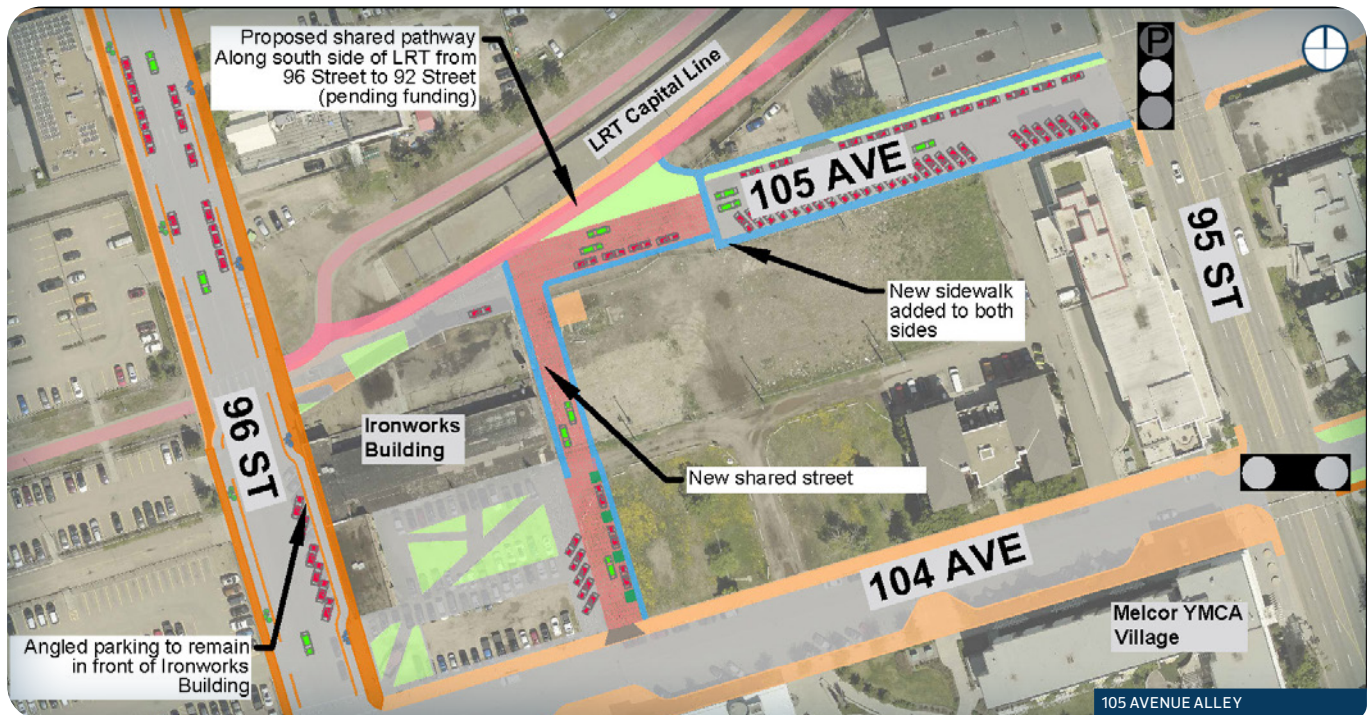 Proposed shared pathway
Along south side of LRT from
96 Street to 92 Street
(pending funding)
P
LRT Capital Line
105 AVE
95 ST
New sidewalk
added to both
sides
96 ST
Ironworks
Building
New shared street
104 AVE
Angled parking to remain
in front of Ironworks
Building
Melcor YMCA
Village
105 AVENUE ALLEY